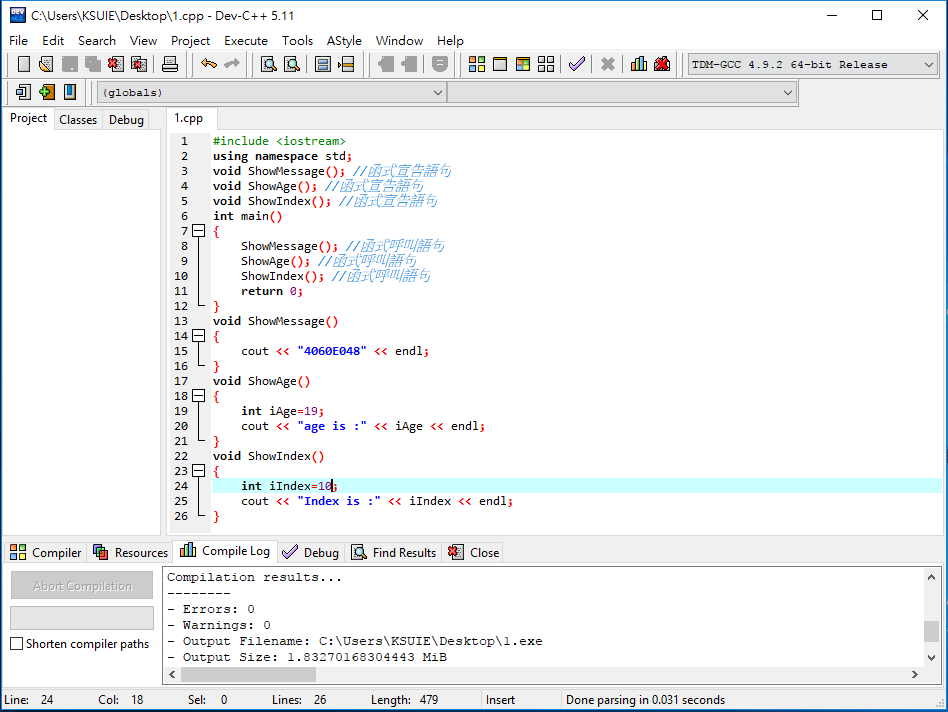 C:\Users\KSUIE\Desktop\1.cpp - Dev-C++ 5.11
File Edit Search View Project Execute Tools AStyle Window Help
TDM-GCC 4.9.2 64-bit Release
(globals)
Project Classes Debug
1.cpp
1 #include <iostream>
2 using namespace std;
3 void ShowMessage(); //函式宣告語句
4 void ShowAge(); //函式宣告語句
5 void ShowIndex(); //函式宣告語句
6 int main()
7 {
8 ShowMessage(); //函式呼叫語句
9 ShowAge(); //函式呼叫語句
10 ShowIndex(); //函式呼叫語句
11 return 0;
12 }
13 void ShowMessage()
14 {
15 cout << "4060E048" << endl;
16 }
17 void ShowAge()
18 {
19 int iAge=19;
20 cout << "age is :" << iAge << endl;
21 }
22 void ShowIndex()
23 {
24 int iIndex=10;
25 cout << "Index is :" << iIndex << endl;
26 }
Compiler Resources Compile Log Debug Find Results Close
Abort Compilation
Shorten compiler paths
Compilation results...
--------
- Errors: 0
- Warnings: 0
- Output Filename: C:\Users\KSUIE\Desktop\1.exe
- Output Size: 1.83270168304443 MiB
Line: 24 Col: 18 Sel: 0 Lines: 26 Length: 479 Insert Done parsing in 0.031 seconds